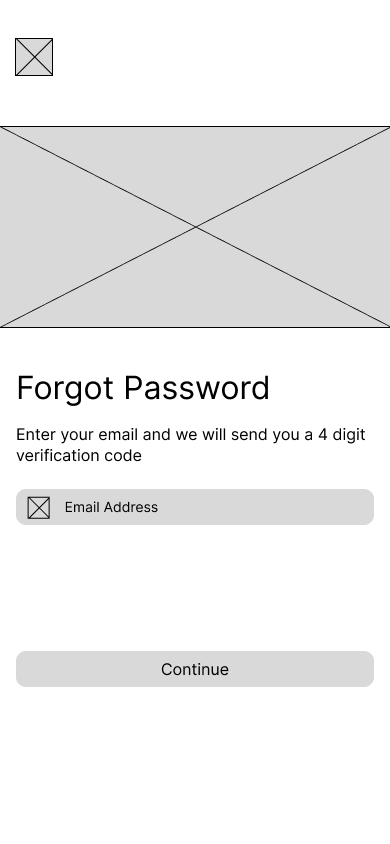 Forgot Password
Enter your email and we will send you a 4 digit
verification code
Email Address
Continue